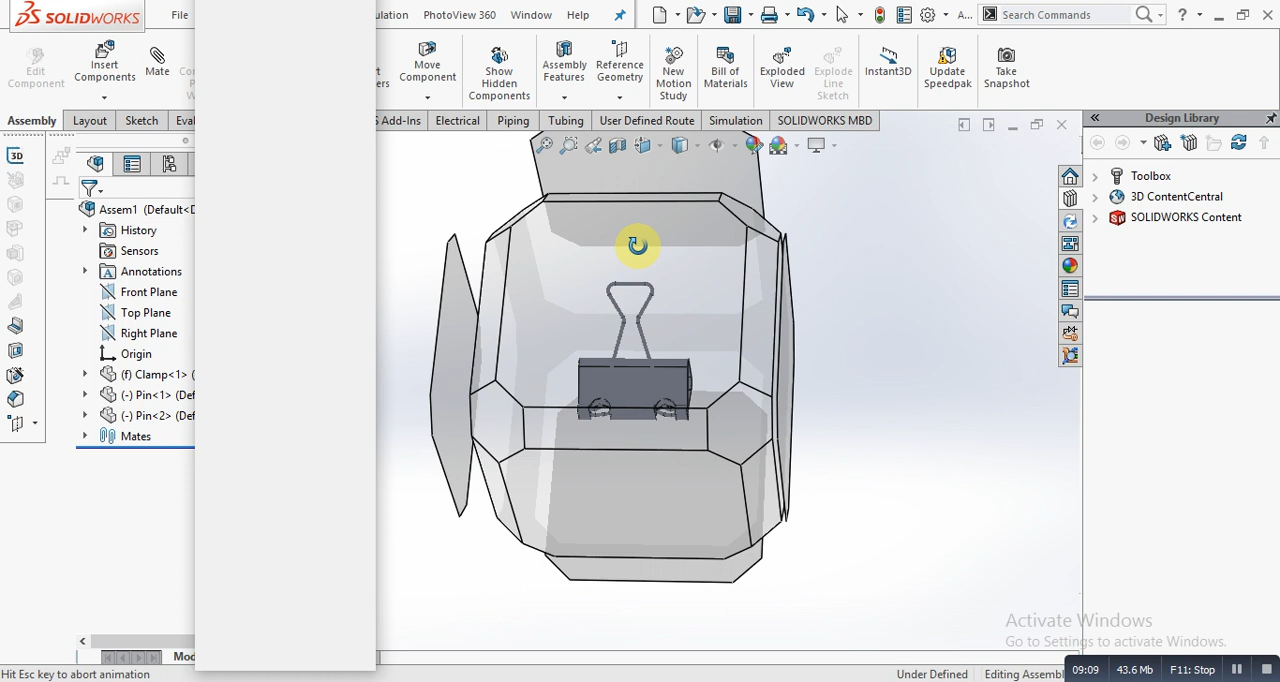 SOLIDWORKS
File
ulation
PhotoView 360
Window
Help
A...
Search Commands
?
Edit Component
Insert Components
Mate
Move Component
Show Hidden Components
Assembly Features
Reference Geometry
New Motion Study
Bill of Materials
Exploded View
Explode Line Sketch
Instant3D
Update Speedpak
Take Snapshot
Assembly
Layout
Sketch
Eval
S Add-Ins
Electrical
Piping
Tubing
User Defined Route
Simulation
SOLIDWORKS MBD
Design Library
Toolbox
3D ContentCentral
SOLIDWORKS Content
3D
Assem1 (Default<D
History
Sensors
Annotations
Front Plane
Top Plane
Right Plane
Origin
(f) Clamp<1> (
(-) Pin<1> (Def
(-) Pin<2> (Def
Mates
Activate Windows
Go to Settings to activate Windows.
Hit Esc key to abort animation
Under Defined
Editing Assembl
09:09
43.6 Mb
F11: Stop